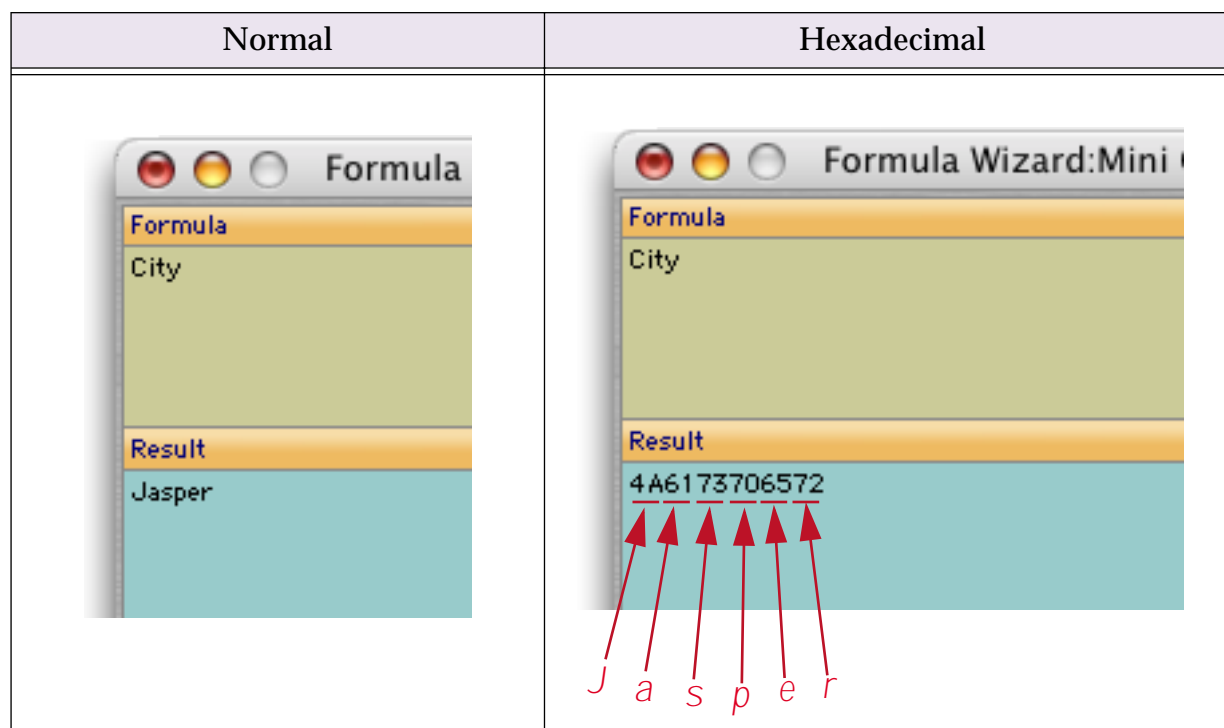 Normal
Hexadecimal
Formula
Formula
City
Result
Jasper
Formula Wizard:Mini
Formula
City
Result
4A6173706572
J a s p e r